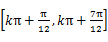 [kπ + π/12, kπ + 7π/12]